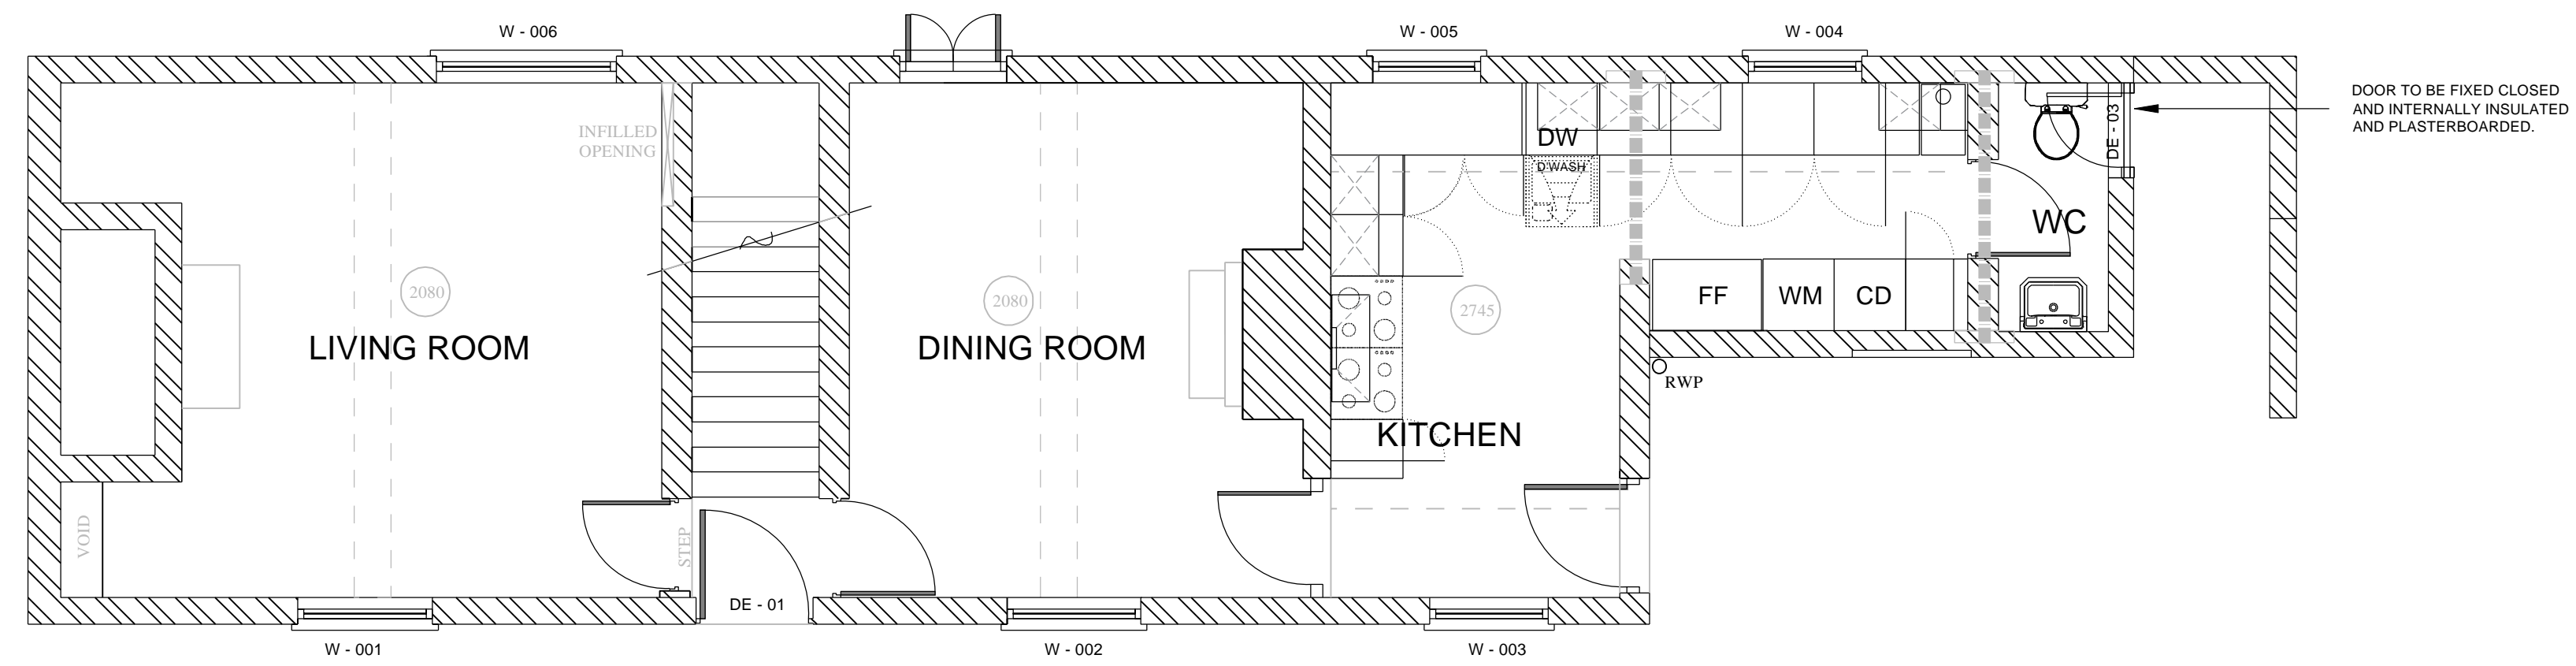 W - 006
W - 005
W - 004
DOOR TO BE FIXED CLOSED
AND INTERNALLY INSULATED
AND PLASTERBOARDED.
DE - 03
INFILLED
OPENING
DW
D.WASH
WC
2080
2080
2745
FF
WM
CD
LIVING ROOM
DINING ROOM
RWP
KITCHEN
VOID
STEP
DE - 01
W - 001
W - 002
W - 003